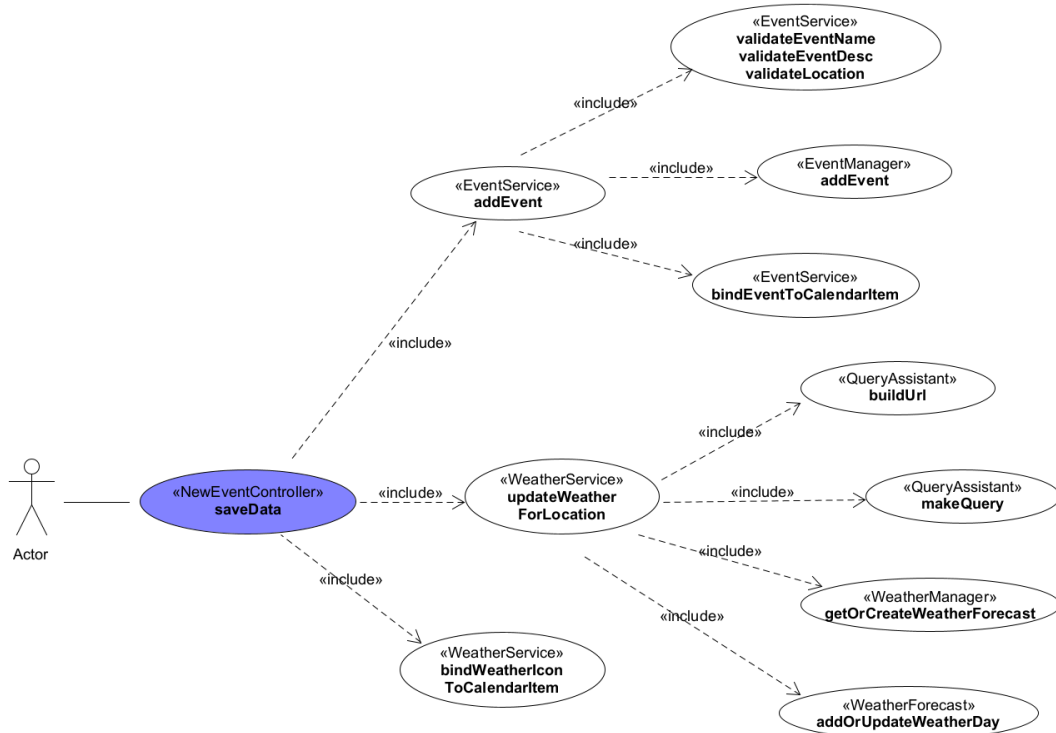 «EventService»
validateEventName
validateEventDesc
validateLocation
«include»
«include»
«EventManager»
addEvent
«EventService»
addEvent
«include»
«EventService»
bindEventToCalendarItem
«include»
«QueryAssistant»
buildUrl
«include»
«NewEventController»
saveData
«include»
«WeatherService»
updateWeather
ForLocation
«include»
«QueryAssistant»
makeQuery
Actor
«include»
«include»
«WeatherManager»
getOrCreateWeatherForecast
«include»
«WeatherService»
bindWeatherIcon
ToCalendarItem
«WeatherForecast»
addOrUpdateWeatherDay